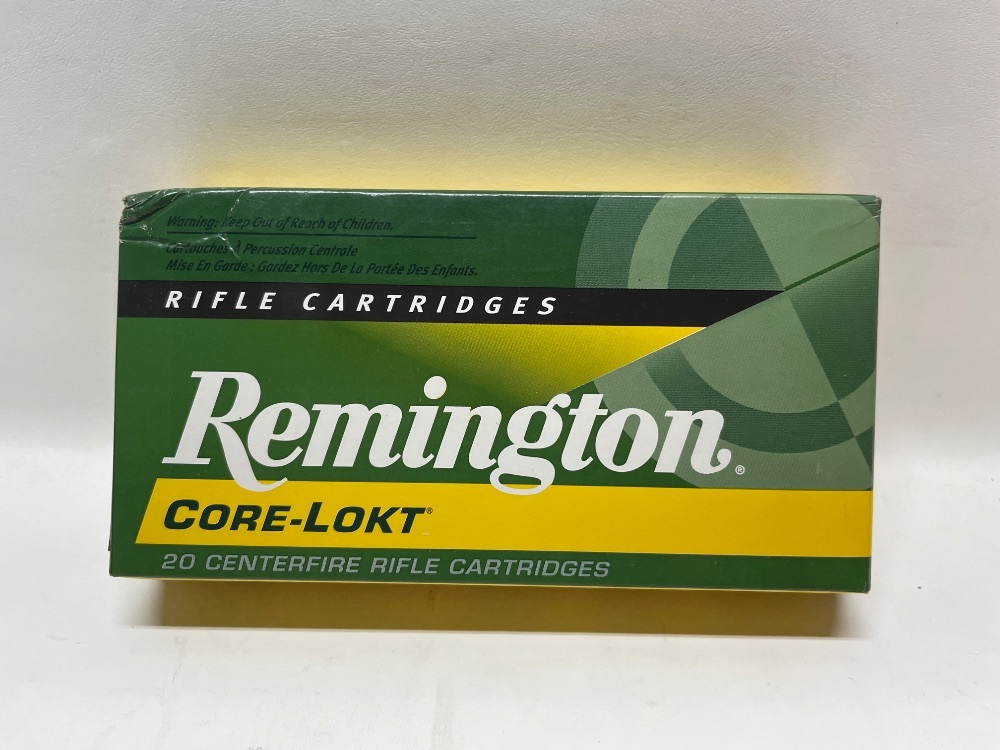 Warning: Keep Out of Reach of Children.
Cartouches À Percussion Centrale
Mise En Garde : Gardez Hors De La Portée Des Enfants.
RIFLE CARTRIDGES
Remington®
CORE-LOKT®
20 CENTERFIRE RIFLE CARTRIDGES